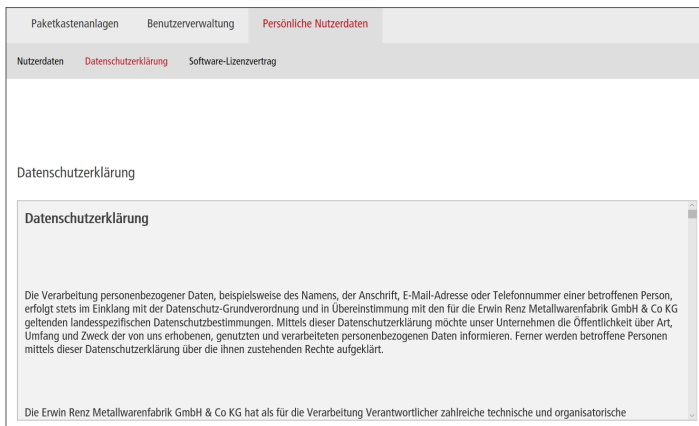 Paketkastenanlagen Benutzerverwaltung Persönliche Nutzerdaten
Nutzerdaten Datenschutzerklärung Software-Lizenzvertrag
Datenschutzerklärung
Datenschutzerklärung
Die Verarbeitung personenbezogener Daten, beispielsweise des Namens, der Anschrift, E-Mail-Adresse oder Telefonnummer einer betroffenen Person,
erfolgt stets im Einklang mit der Datenschutz-Grundverordnung und in Übereinstimmung mit den für die Erwin Renz Metallwarenfabrik GmbH & Co KG
geltenden landesspezifischen Datenschutzbestimmungen. Mittels dieser Datenschutzerklärung möchte unser Unternehmen die Öffentlichkeit über Art,
Umfang und Zweck der von uns erhobenen, genutzten und verarbeiteten personenbezogenen Daten informieren. Ferner werden betroffene Personen
mittels dieser Datenschutzerklärung über die ihnen zustehenden Rechte aufgeklärt.
Die Erwin Renz Metallwarenfabrik GmbH & Co KG hat als für die Verarbeitung Verantwortlicher zahlreiche technische und organisatorische